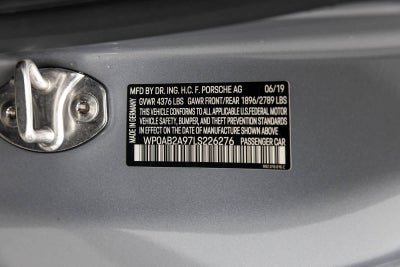 MFD BY DR. ING. H.C. F. PORSCHE AG 06/19
GVWR 4376 LBS GAWR FRONT/REAR 1896/2789 LBS
THIS VEHICLE CONFORMS TO ALL APPLICABLE U.S.FEDERAL MOTOR
VEHICLE SAFETY, BUMPER, AND THEFT PREVENTION STANDARDS
IN EFFECT ON THE DATE OF MANUFACTURE SHOWN ABOVE.
WP0AB2A97LS226276 PASSENGER CAR
MADE IN GERMANY